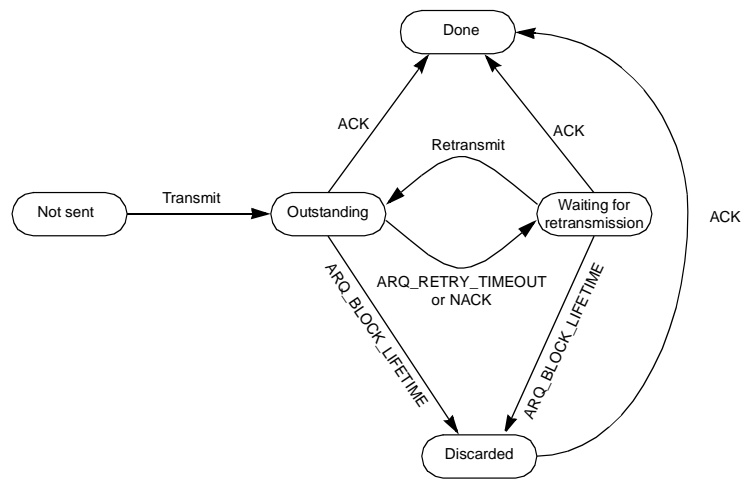 Done
ACK
ACK
Retransmit
Transmit
Not sent
Outstanding
Waiting for
retransmission
ACK
ARQ_RETRY_TIMEOUT
or NACK
ARQ_BLOCK_LIFETIME
ARQ_BLOCK_LIFETIME
Discarded